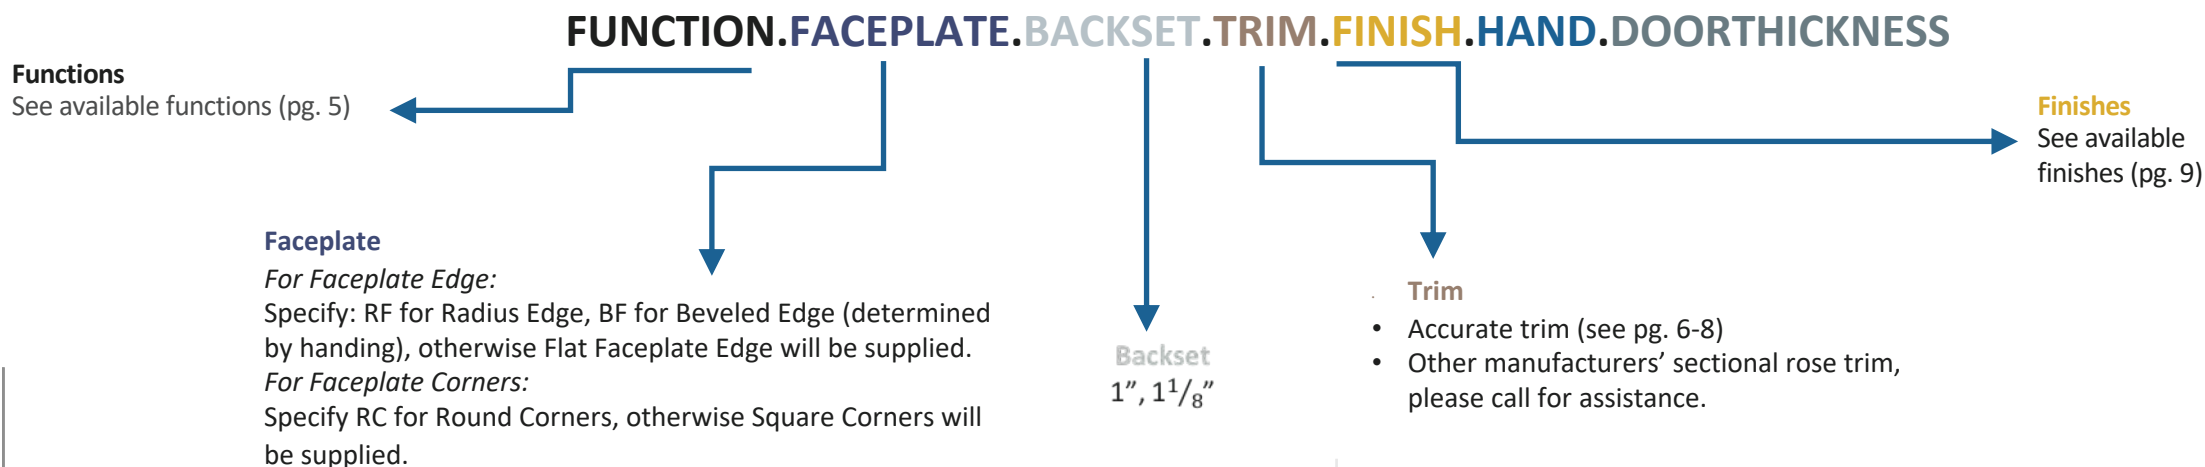 FUNCTION.FACEPLATE.BACKSET.TRIM.FINISH.HAND.DOORTHICKNESS
Functions
See available functions (pg. 5)
Finishes
See available
finishes (pg. 9)
Faceplate
For Faceplate Edge:
Specify: RF for Radius Edge, BF for Beveled Edge (determined
by handing), otherwise Flat Faceplate Edge will be supplied.
For Faceplate Corners:
Specify RC for Round Corners, otherwise Square Corners will
be supplied.
Backset
1”, 1 1/8”
Trim
• Accurate trim (see pg. 6-8)
• Other manufacturers’ sectional rose trim,
please call for assistance.